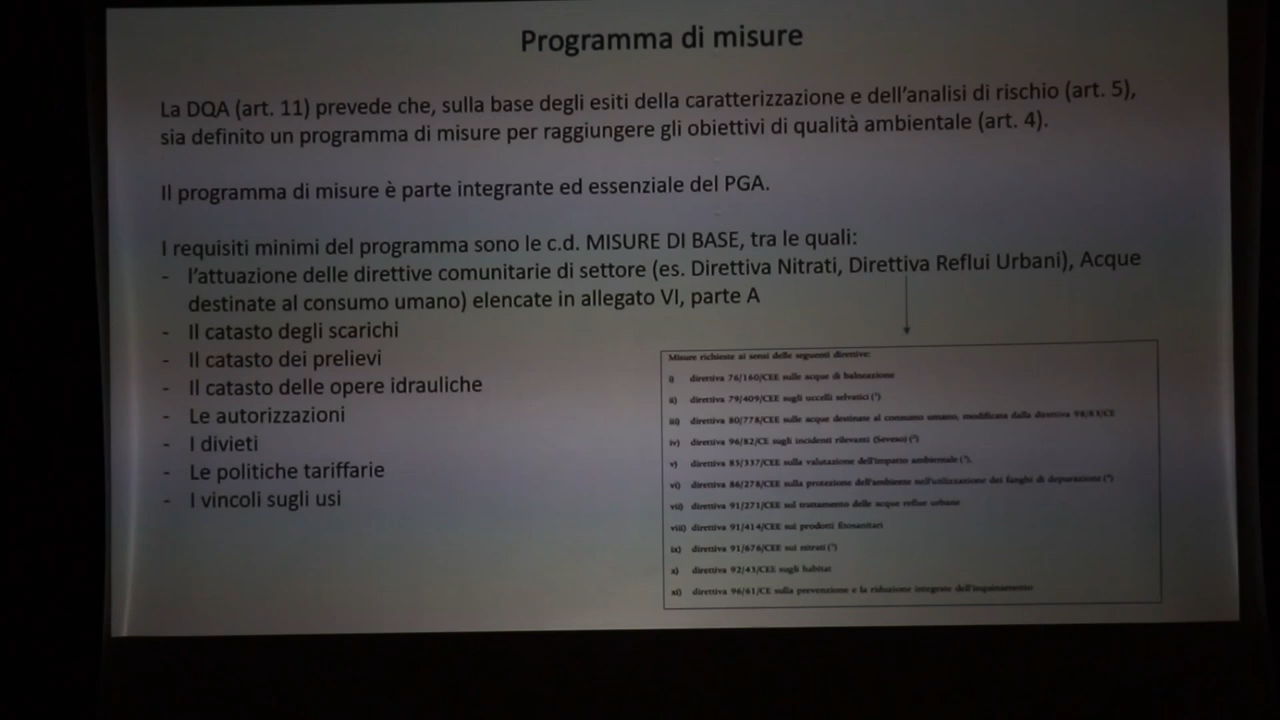 Programma di misure
La DQA (art. 11) prevede che, sulla base degli esiti della caratterizzazione e dell'analisi di rischio (art. 5),
sia definito un programma di misure per raggiungere gli obiettivi di qualità ambientale (art. 4).
Il programma di misure è parte integrante ed essenziale del PGA.
I requisiti minimi del programma sono le c.d. MISURE DI BASE, tra le quali:
- l'attuazione delle direttive comunitarie di settore (es. Direttiva Nitrati, Direttiva Reflui Urbani), Acque
destinate al consumo umano) elencate in allegato VI, parte A
- Il catasto degli scarichi
- Il catasto dei prelievi
- Il catasto delle opere idrauliche
- Le autorizzazioni
- I divieti
- Le politiche tariffarie
- I vincoli sugli usi
Misure richieste ai sensi delle seguenti direttive:
i) direttiva 76/160/CEE sulle acque di balneazione
ii) direttiva 79/409/CEE sugli uccelli selvatici (¹)
iii) direttiva 80/778/CEE sulle acque destinate al consumo umano, modificata dalla direttiva 98/83/CE
iv) direttiva 96/82/CE sugli incidenti rilevanti (Seveso) (²)
v) direttiva 85/337/CEE sulla valutazione dell'impatto ambientale (³).
vi) direttiva 86/278/CEE sulla protezione dell'ambiente nell'utilizzazione dei fanghi di depurazione (⁴)
vii) direttiva 91/271/CEE sul trattamento delle acque reflue urbane
viii) direttiva 91/414/CEE sui prodotti fitosanitari
ix) direttiva 91/676/CEE sui nitrati (⁵)
x) direttiva 92/43/CEE sugli habitat
xi) direttiva 96/61/CE sulla prevenzione e la riduzione integrate dell'inquinamento